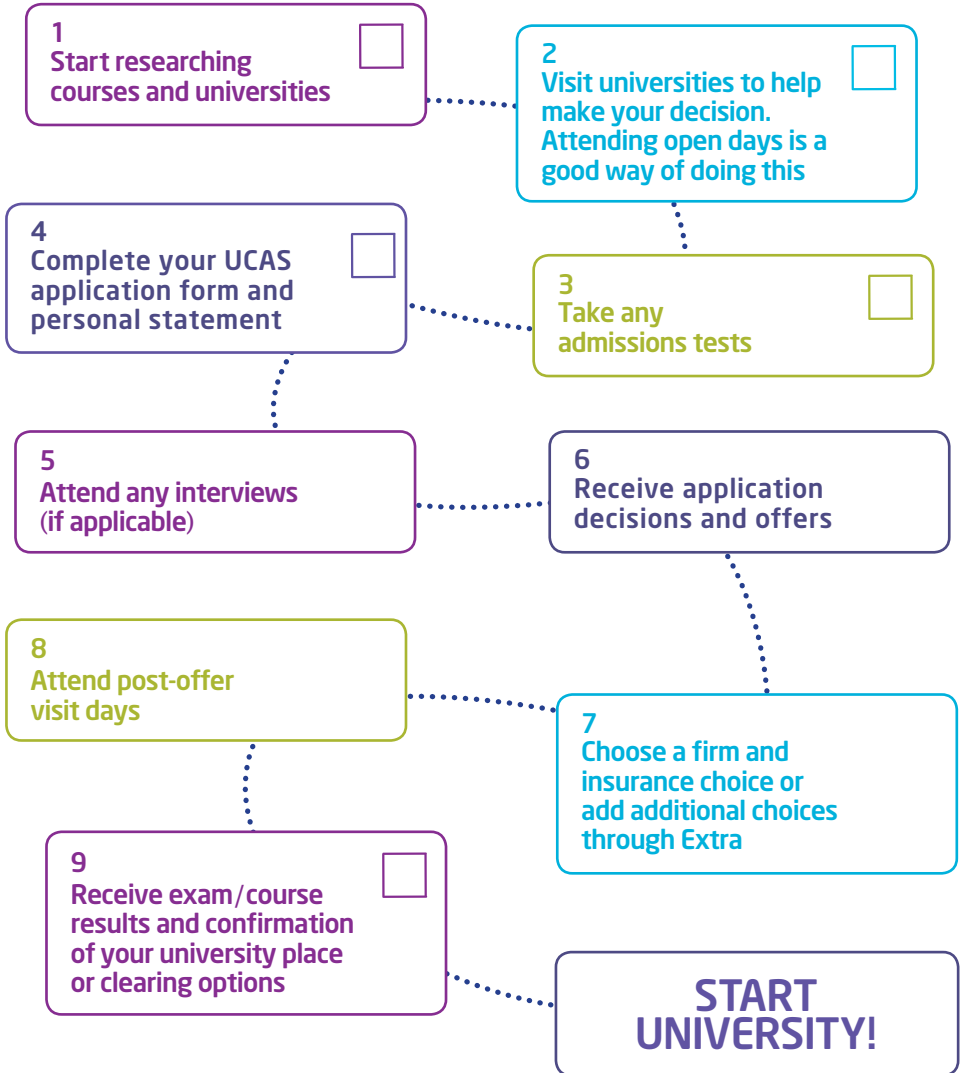 1
Start researching
courses and universities
2
Visit universities to help
make your decision.
Attending open days is a
good way of doing this
3
Take any
admissions tests
4
Complete your UCAS
application form and
personal statement
5
Attend any interviews
(if applicable)
6
Receive application
decisions and offers
7
Choose a firm and
insurance choice or
add additional choices
through Extra
8
Attend post-offer
visit days
9
Receive exam/course
results and confirmation
of your university place
or clearing options
START
UNIVERSITY!